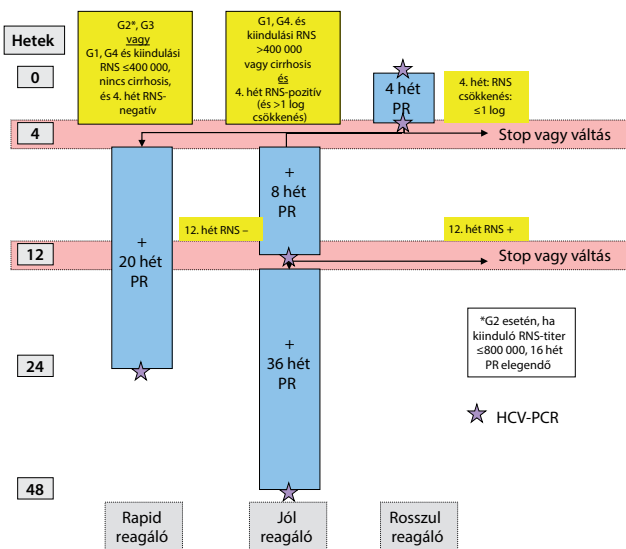 Hetek
0
4
12
24
48
G2*, G3
vagy
G1, G4 és kiindulási
RNS ≤400 000,
nincs cirrhosis,
és 4. hét RNS-
negatív
G1, G4. és
kiindulási RNS
>400 000
vagy cirrhosis
és
4. hét RNS-pozitív
(és >1 log
csökkenés)
4 hét
PR
4. hét: RNS
csökkenés:
≤1 log
Stop vagy váltás
+
8 hét
PR
+
20 hét
PR
12. hét RNS –
12. hét RNS +
Stop vagy váltás
+
36 hét
PR
*G2 esetén, ha
kiinduló RNS-titer
≤800 000, 16 hét
PR elegendő
HCV-PCR
Rapid
reagáló
Jól
reagáló
Rosszul
reagáló